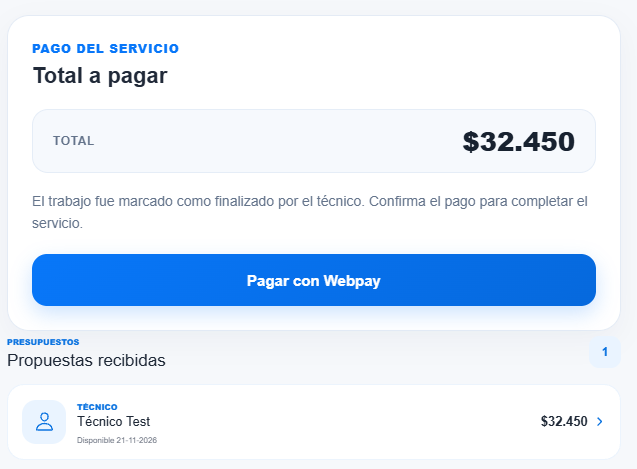 PAGO DEL SERVICIO
Total a pagar
TOTAL
$32.450
El trabajo fue marcado como finalizado por el técnico. Confirma el pago para completar el
servicio.
Pagar con Webpay
PRESUPUESTOS
Propuestas recibidas
1
TÉCNICO
Técnico Test
Disponible 21-11-2026
$32.450